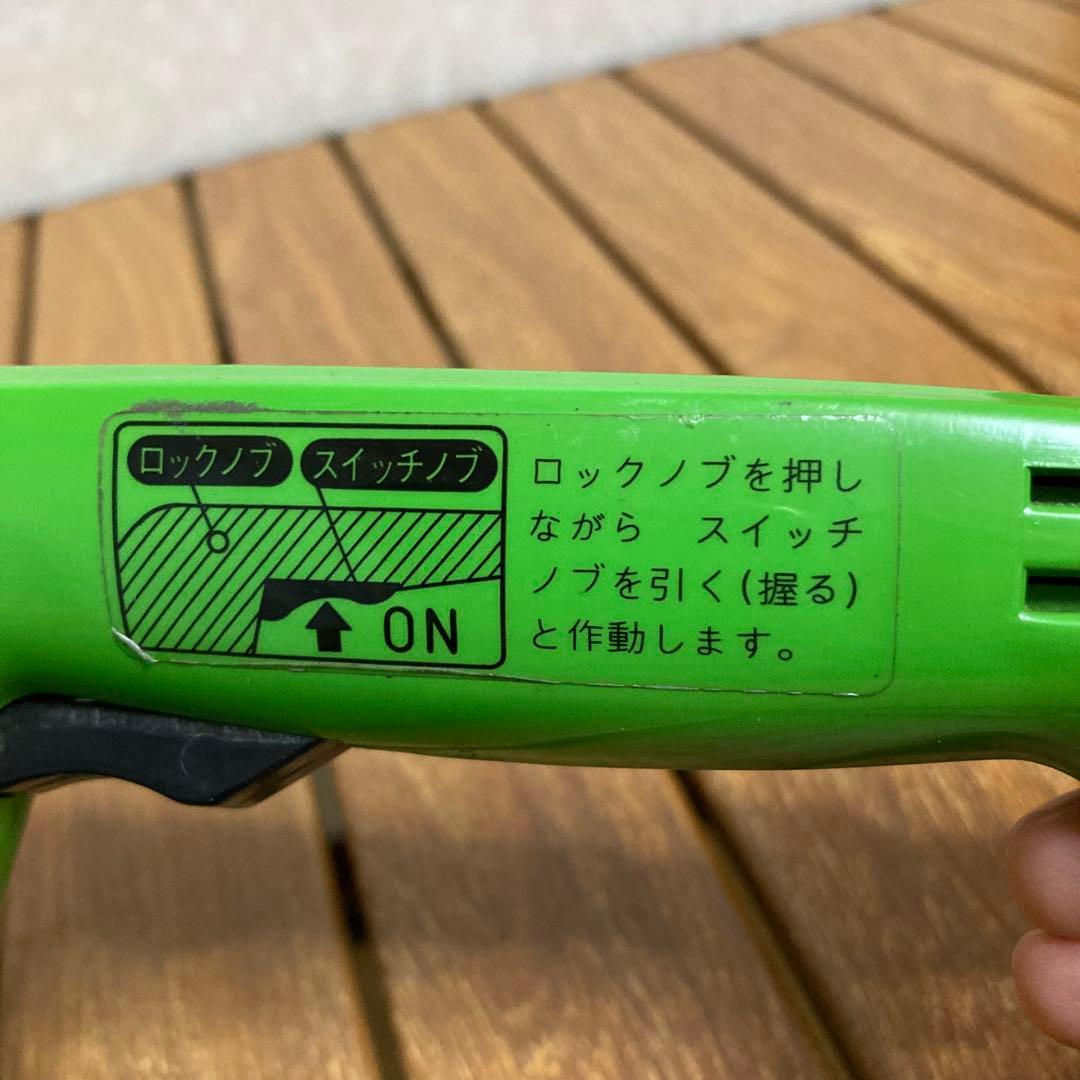 ロックノブ
スイッチノブ
ON
ロックノブを押し
ながら　スイッチ
ノブを引く(握る)
と作動します。